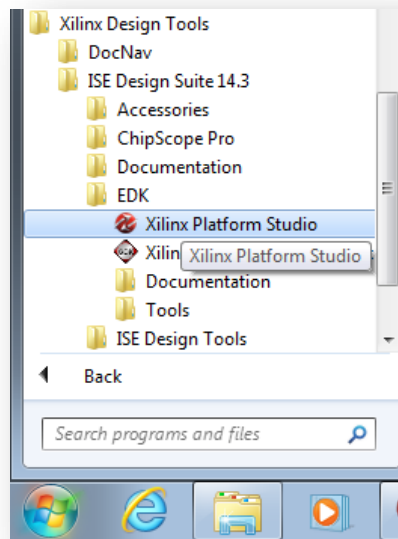 Xilinx Design Tools
DocNav
ISE Design Suite 14.3
Accessories
ChipScope Pro
Documentation
EDK
Xilinx Platform Studio
Xilin Xilinx Platform Studio
Documentation
Tools
ISE Design Tools
Back
Search programs and files